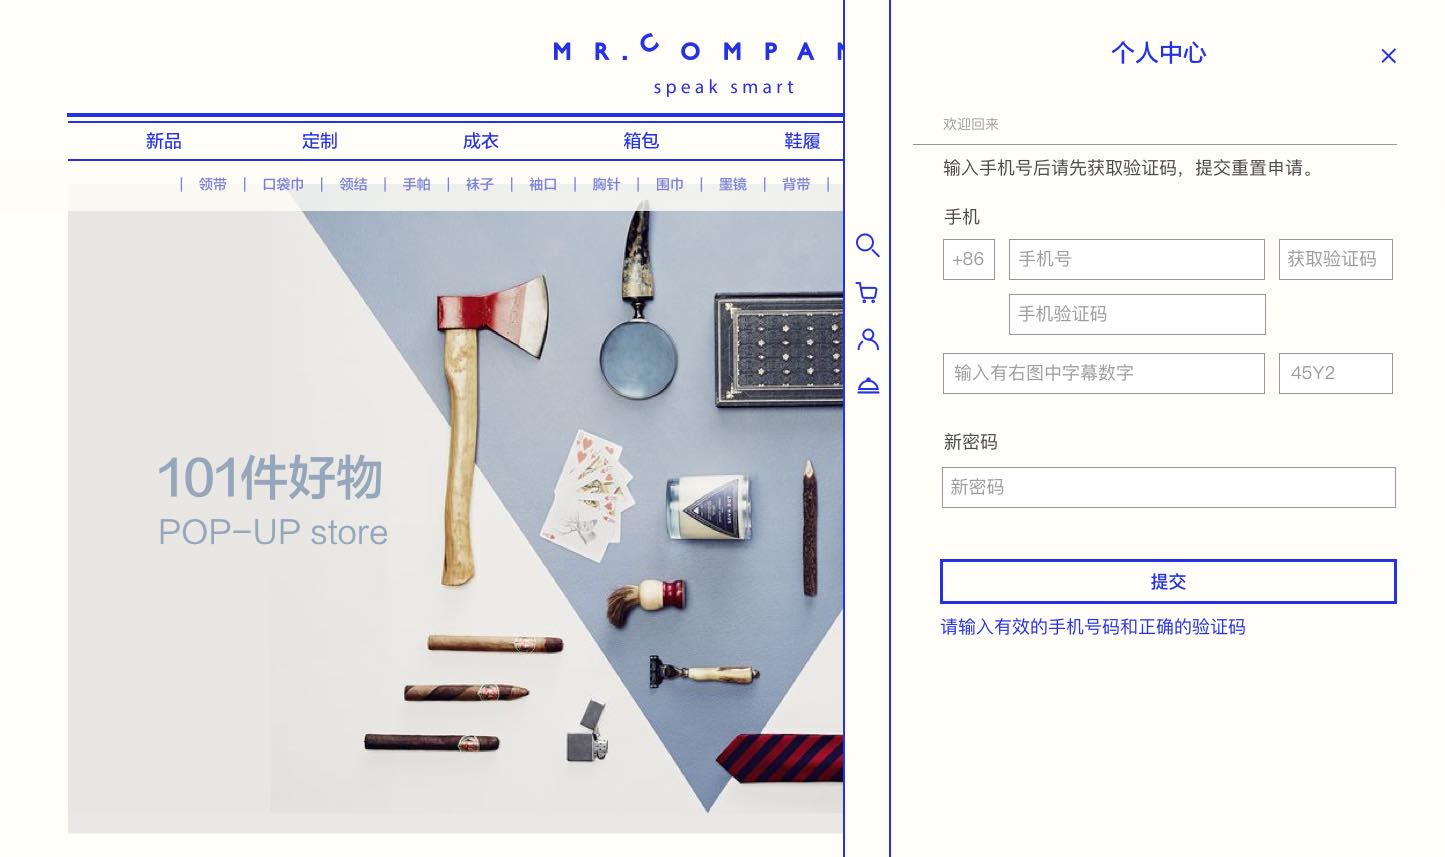 MR. COMPAN
speak smart
新品 定制 成衣 箱包 鞋履
| 领带 | 口袋巾 | 领结 | 手帕 | 袜子 | 袖口 | 胸针 | 围巾 | 墨镜 | 背带 |
101件好物
POP-UP store
个人中心
欢迎回来
输入手机号后请先获取验证码，提交重置申请。
手机
+86 手机号 获取验证码
手机验证码
输入有右图中字幕数字 45Y2
新密码
新密码
提交
请输入有效的手机号码和正确的验证码